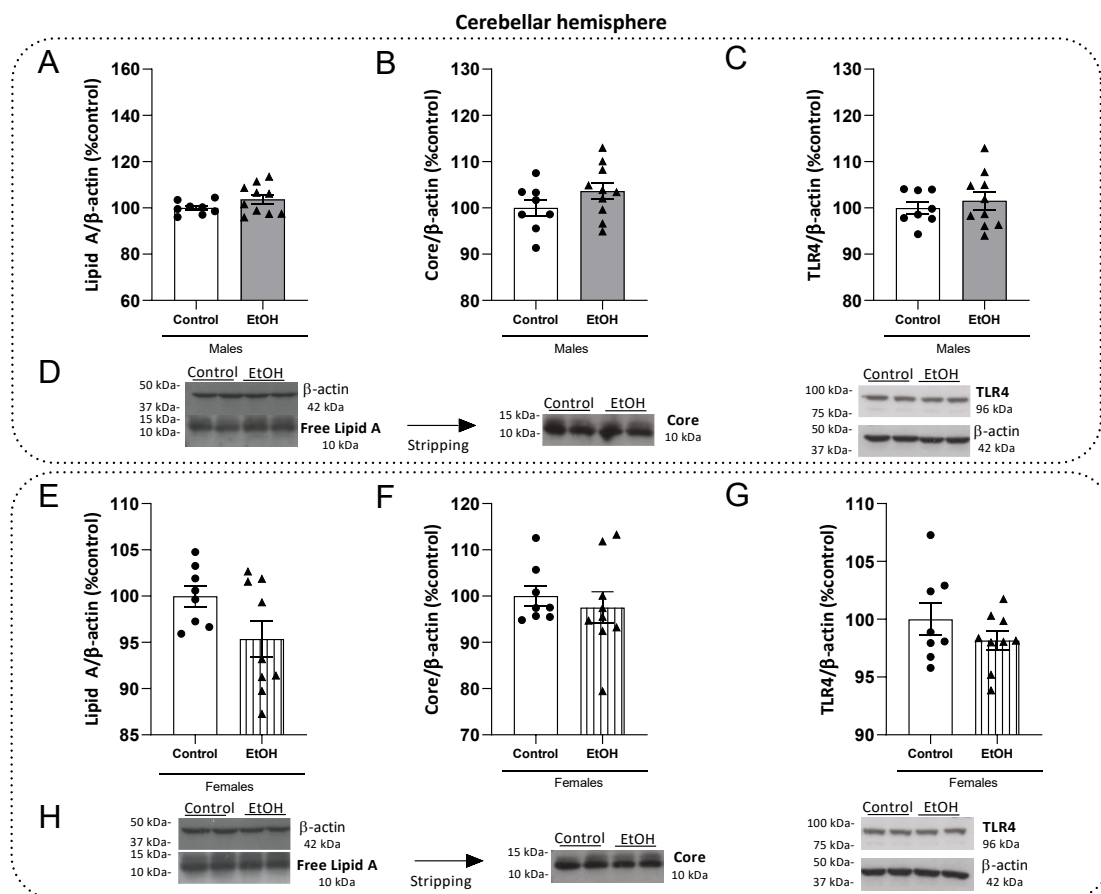 Cerebellar hemisphere
A
Lipid A/β-actin (%control)
160
140
120
100
80
60
Control
EtOH
Males
B
Core/β-actin (%control)
130
120
110
100
90
80
Control
EtOH
Males
C
TLR4/β-actin (%control)
130
120
110
100
90
80
Control
EtOH
Males
D
Control EtOH
50 kDa-
37 kDa-
15 kDa-
10 kDa-
β-actin
42 kDa
Free Lipid A
10 kDa
Stripping
Control EtOH
15 kDa-
10 kDa-
Core
10 kDa
Control EtOH
100 kDa-
75 kDa-
50 kDa-
37 kDa-
TLR4
96 kDa
β-actin
42 kDa
E
Lipid A/β-actin (%control)
110
105
100
95
90
85
Control
EtOH
Females
F
Core/β-actin (%control)
120
110
100
90
80
70
Control
EtOH
Females
G
TLR4/β-actin (%control)
110
105
100
95
90
Control
EtOH
Females
H
Control EtOH
50 kDa-
37 kDa-
15 kDa-
10 kDa-
β-actin
42 kDa
Free Lipid A
10 kDa
Stripping
Control EtOH
15 kDa-
10 kDa-
Core
10 kDa
Control EtOH
100 kDa-
75 kDa-
50 kDa-
37 kDa-
TLR4
96 kDa
β-actin
42 kDa